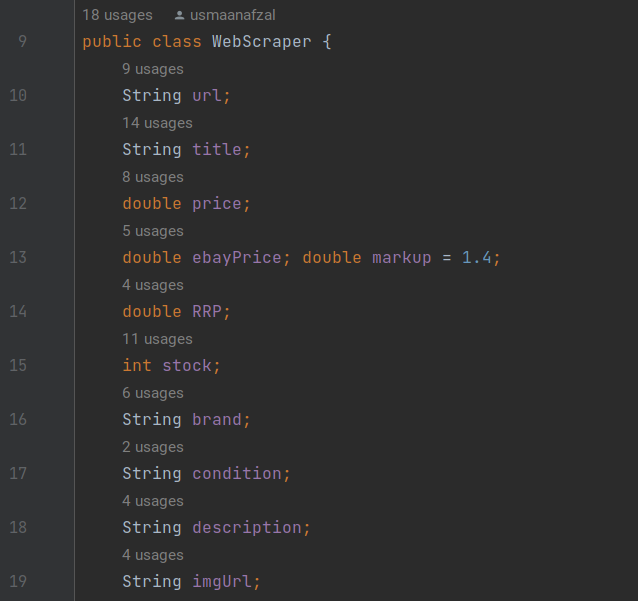 18 usages usmaanafzal
9 public class WebScraper {
9 usages
10 String url;
14 usages
11 String title;
8 usages
12 double price;
5 usages
13 double ebayPrice; double markup = 1.4;
4 usages
14 double RRP;
11 usages
15 int stock;
6 usages
16 String brand;
2 usages
17 String condition;
4 usages
18 String description;
4 usages
19 String imgUrl;